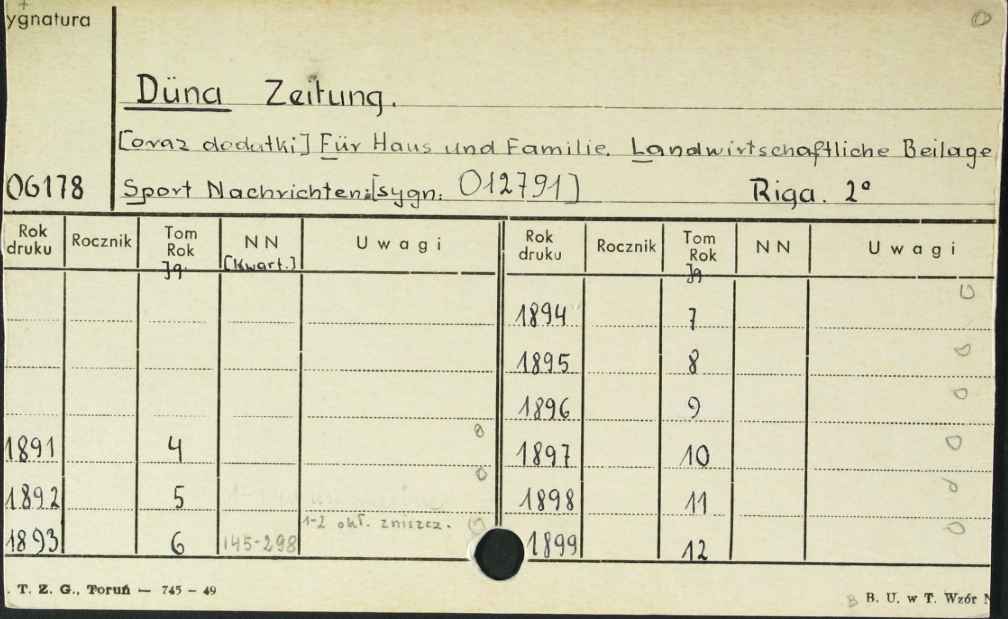 ygnatura
Düna Zeitung.
[oraz dodatki] Für Haus und Familie. Landwirtschaftliche Beilage
06178 Sport Nachrichten:[sygn: 012791] Riga. 2°
Rok druku Rocznik Tom Rok Jg. NN [Kwart.] Uwagi Rok druku Rocznik Tom Rok Jg NN Uwagi
1894 7
1895 8
1896 9
1891 4 1897 10
1892 5 1898 11
1893 6 145-298 1-2 okł. zniszcz. 1899 12
. T. Z. G., Toruń — 745 – 49 B. U. w T. Wzór